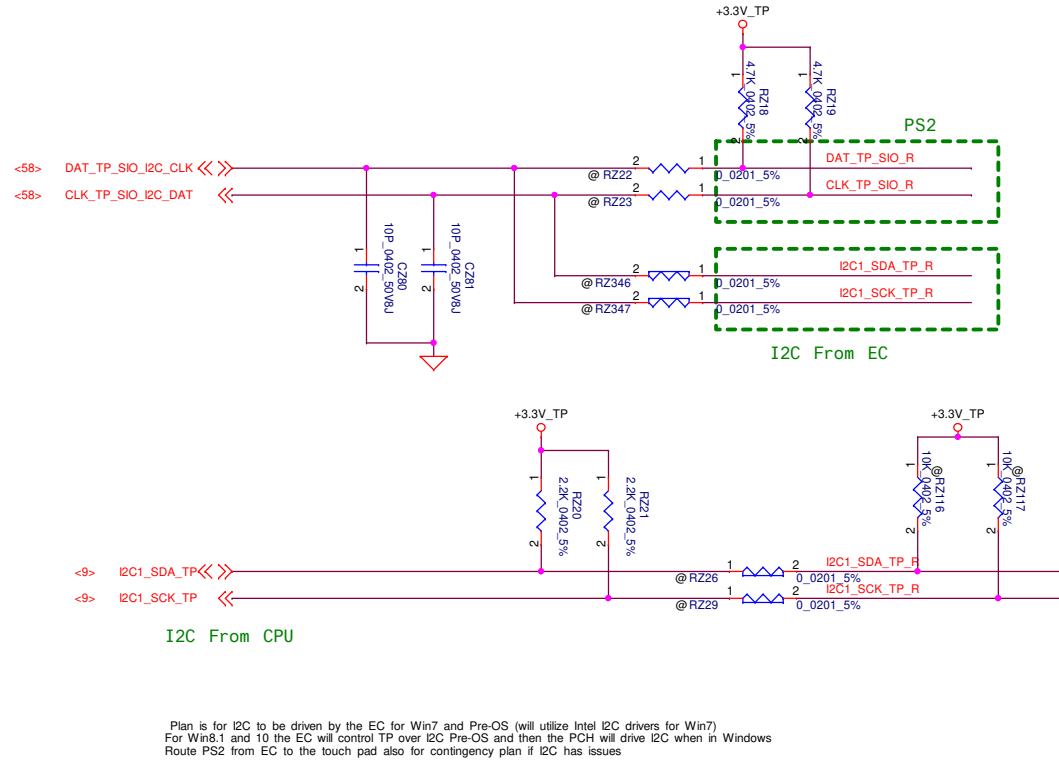 +3.3V_TP
1
4.7K_0402_5%
RZ18
2
1
4.7K_0402_5%
RZ19
2
PS2
<58> DAT_TP_SIO_I2C_CLK
2
1
@ RZ22
0_0201_5%
DAT_TP_SIO_R
<58> CLK_TP_SIO_I2C_DAT
2
1
@ RZ23
0_0201_5%
CLK_TP_SIO_R
1
10P_0402_50V8J
CZ80
2
1
10P_0402_50V8J
CZ81
2
2
1
@ RZ346
0_0201_5%
I2C1_SDA_TP_R
2
1
@ RZ347
0_0201_5%
I2C1_SCK_TP_R
I2C From EC
+3.3V_TP
1
2.2K_0402_5%
RZ20
2
1
2.2K_0402_5%
RZ21
2
+3.3V_TP
1
10K_0402_5%
@RZ116
2
1
10K_0402_5%
@RZ117
2
<9> I2C1_SDA_TP
1
2
@ RZ26
0_0201_5%
I2C1_SDA_TP_R
<9> I2C1_SCK_TP
1
2
@ RZ29
0_0201_5%
I2C1_SCK_TP_R
I2C From CPU
Plan is for I2C to be driven by the EC for Win7 and Pre-OS (will utilize Intel I2C drivers for Win7)
For Win8.1 and 10 the EC will control TP over I2C Pre-OS and then the PCH will drive I2C when in Windows
Route PS2 from EC to the touch pad also for contingency plan if I2C has issues